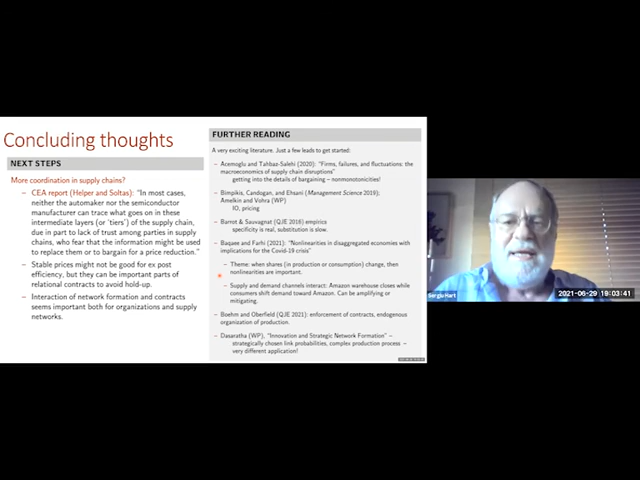 Concluding thoughts
NEXT STEPS
More coordination in supply chains?
– CEA report (Helper and Soltas): "In most cases,
neither the automaker nor the semiconductor
manufacturer can trace what goes on in these
intermediate layers (or 'tiers') of the supply chain,
due in part to lack of trust among parties in supply
chains, who fear that the information might be used
to replace them or to bargain for a price reduction."
– Stable prices might not be good for ex post
efficiency, but they can be important parts of
relational contracts to avoid hold-up.
– Interaction of network formation and contracts
seems important both for organizations and supply
networks.
FURTHER READING
A very exciting literature. Just a few leads to get started:
– Acemoglu and Tahbaz-Salehi (2020): "Firms, failures, and fluctuations: the
macroeconomics of supply chain disruptions"
getting into the details of bargaining – nonmonotonicities!
– Bimpikis, Candogan, and Ehsani (Management Science 2019);
Amelkin and Vohra (WP)
IO, pricing
– Barrot & Sauvagnat (QJE 2016) empirics
specificity is real, substitution is slow.
– Baqaee and Farhi (2021): "Nonlinearities in disaggregated economies with
implications for the Covid-19 crisis"
– Theme: when shares (in production or consumption) change, then
nonlinearities are important.
– Supply and demand channels interact: Amazon warehouse closes while
consumers shift demand toward Amazon. Can be amplifying or
mitigating.
– Boehm and Oberfield (QJE 2021): enforcement of contracts, endogenous
organization of production.
– Dasaratha (WP), "Innovation and Strategic Network Formation" –
strategically chosen link probabilities, complex production process –
very different application!
Sergiu Hart
2021-06-29 19:03:41